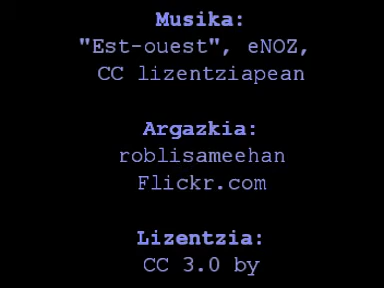 Musika:
"Est-ouest", eNOZ,
CC lizentziapean
Argazkia:
roblisameehan
Flickr.com
Lizentzia:
CC 3.0 by